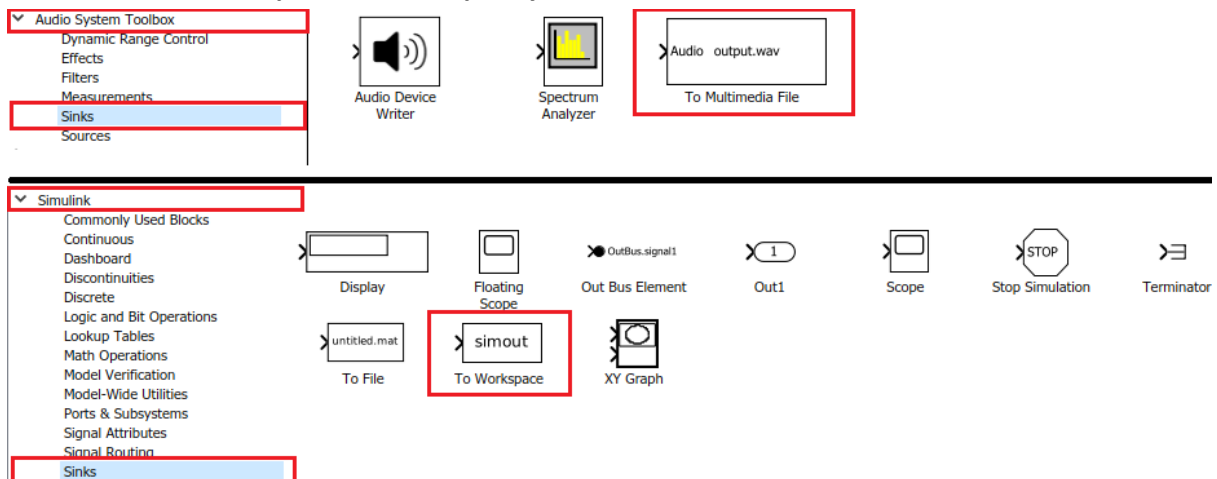 Audio System Toolbox
Dynamic Range Control
Effects
Filters
Measurements
Sinks
Sources
Audio Device
Writer
Spectrum
Analyzer
Audio output.wav
To Multimedia File
Simulink
Commonly Used Blocks
Continuous
Dashboard
Discontinuities
Discrete
Logic and Bit Operations
Lookup Tables
Math Operations
Model Verification
Model-Wide Utilities
Ports & Subsystems
Signal Attributes
Signal Routing
Sinks
Display
Floating
Scope
OutBus.signal1
Out Bus Element
1
Out1
Scope
STOP
Stop Simulation
Terminator
untitled.mat
To File
simout
To Workspace
XY Graph